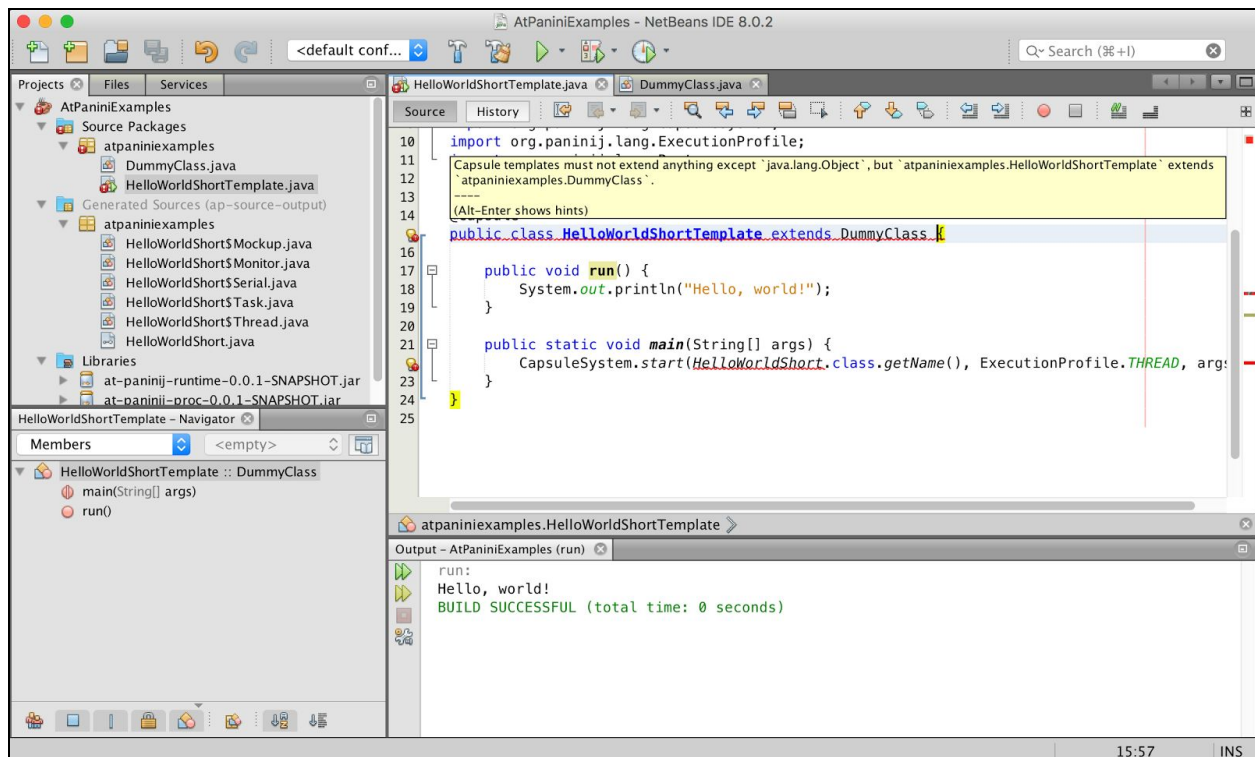 AtPaniniExamples - NetBeans IDE 8.0.2
<default conf...
Search (⌘+I)
Projects
Files
Services
AtPaniniExamples
Source Packages
atpaniniexamples
DummyClass.java
HelloWorldShortTemplate.java
Generated Sources (ap-source-output)
atpaniniexamples
HelloWorldShort$Mockup.java
HelloWorldShort$Monitor.java
HelloWorldShort$Serial.java
HelloWorldShort$Task.java
HelloWorldShort$Thread.java
HelloWorldShort.java
Libraries
at-paninij-runtime-0.0.1-SNAPSHOT.jar
at-paninij-proc-0.0.1-SNAPSHOT.jar
HelloWorldShortTemplate - Navigator
Members
<empty>
HelloWorldShortTemplate :: DummyClass
main(String[] args)
run()
HelloWorldShortTemplate.java
DummyClass.java
Source
History
10 import org.paninij.lang.ExecutionProfile;
11
12
13
14
Capsule templates must not extend anything except `java.lang.Object`, but `atpaniniexamples.HelloWorldShortTemplate` extends
`atpaniniexamples.DummyClass`.
----
(Alt-Enter shows hints)
public class HelloWorldShortTemplate extends DummyClass {
16
17 public void run() {
18 System.out.println("Hello, world!");
19 }
20
21 public static void main(String[] args) {
CapsuleSystem.start(HelloWorldShort.class.getName(), ExecutionProfile.THREAD, args
23 }
24 }
25
atpaniniexamples.HelloWorldShortTemplate
Output - AtPaniniExamples (run)
run:
Hello, world!
BUILD SUCCESSFUL (total time: 0 seconds)
15:57
INS